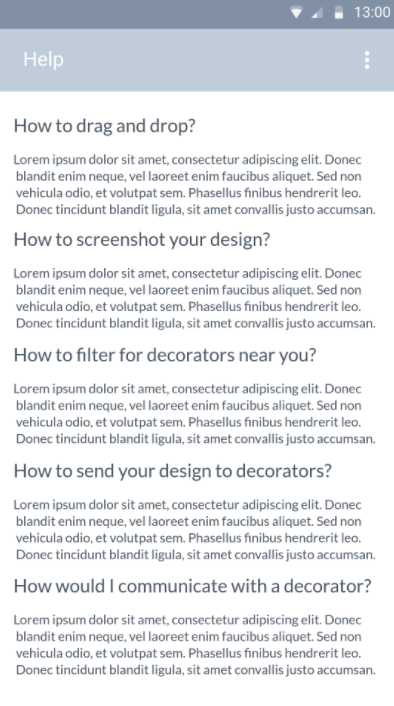 13:00
Help
How to drag and drop?
Lorem ipsum dolor sit amet, consectetur adipiscing elit. Donec
blandit enim neque, vel laoreet enim faucibus aliquet. Sed non
vehicula odio, et volutpat sem. Phasellus finibus hendrerit leo.
Donec tincidunt blandit ligula, sit amet convallis justo accumsan.
How to screenshot your design?
Lorem ipsum dolor sit amet, consectetur adipiscing elit. Donec
blandit enim neque, vel laoreet enim faucibus aliquet. Sed non
vehicula odio, et volutpat sem. Phasellus finibus hendrerit leo.
Donec tincidunt blandit ligula, sit amet convallis justo accumsan.
How to filter for decorators near you?
Lorem ipsum dolor sit amet, consectetur adipiscing elit. Donec
blandit enim neque, vel laoreet enim faucibus aliquet. Sed non
vehicula odio, et volutpat sem. Phasellus finibus hendrerit leo.
Donec tincidunt blandit ligula, sit amet convallis justo accumsan.
How to send your design to decorators?
Lorem ipsum dolor sit amet, consectetur adipiscing elit. Donec
blandit enim neque, vel laoreet enim faucibus aliquet. Sed non
vehicula odio, et volutpat sem. Phasellus finibus hendrerit leo.
Donec tincidunt blandit ligula, sit amet convallis justo accumsan.
How would I communicate with a decorator?
Lorem ipsum dolor sit amet, consectetur adipiscing elit. Donec
blandit enim neque, vel laoreet enim faucibus aliquet. Sed non
vehicula odio, et volutpat sem. Phasellus finibus hendrerit leo.
Donec tincidunt blandit ligula, sit amet convallis justo accumsan.